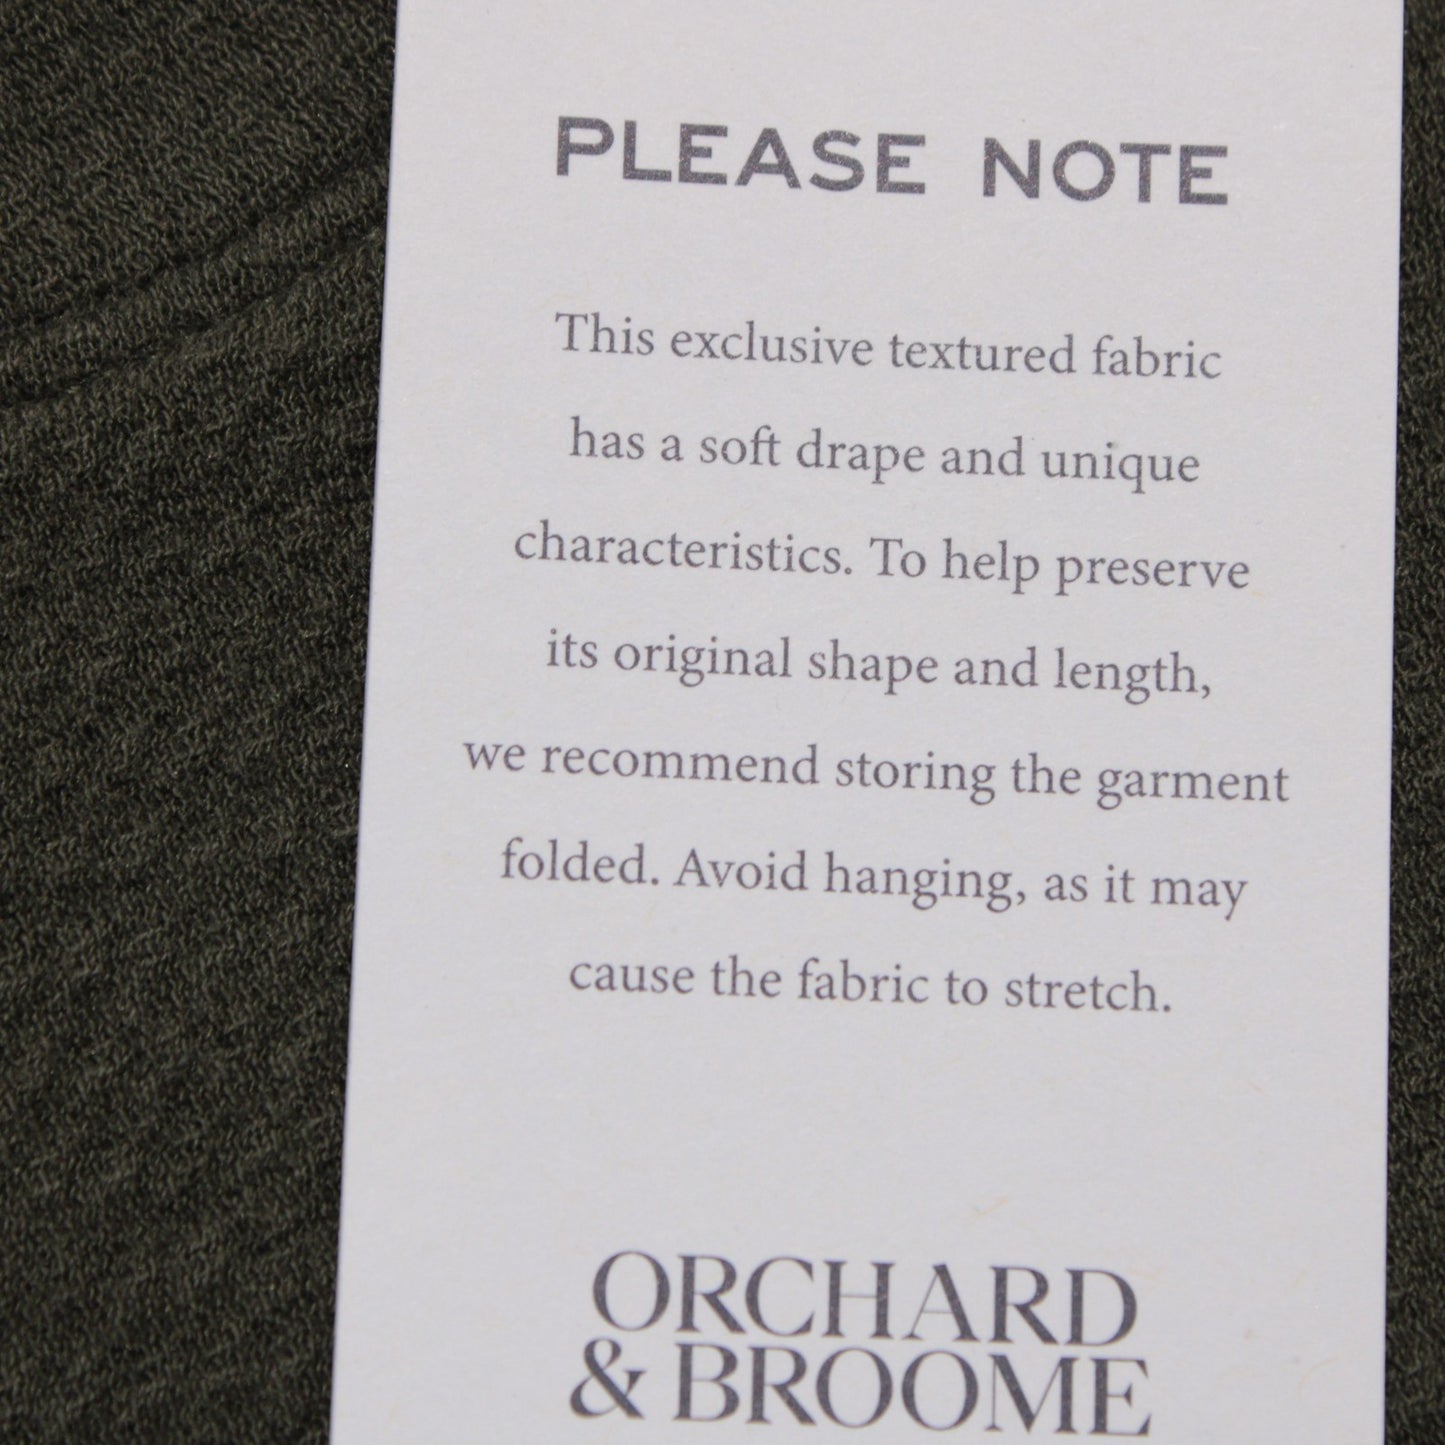 PLEASE NOTE
This exclusive textured fabric
has a soft drape and unique
characteristics. To help preserve
its original shape and length,
we recommend storing the garment
folded. Avoid hanging, as it may
cause the fabric to stretch.
ORCHARD
& BROOME